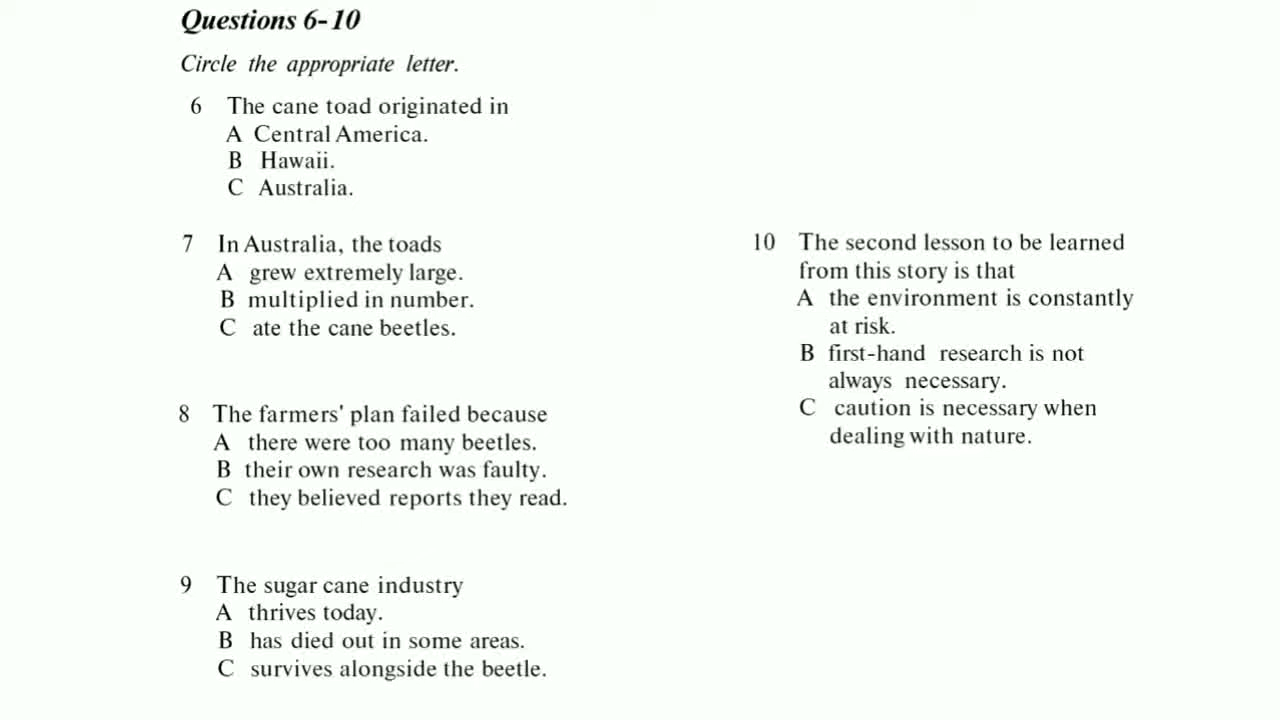 Questions 6-10
Circle the appropriate letter.
6 The cane toad originated in
A Central America.
B Hawaii.
C Australia.
7 In Australia, the toads
A grew extremely large.
B multiplied in number.
C ate the cane beetles.
8 The farmers' plan failed because
A there were too many beetles.
B their own research was faulty.
C they believed reports they read.
9 The sugar cane industry
A thrives today.
B has died out in some areas.
C survives alongside the beetle.
10 The second lesson to be learned
from this story is that
A the environment is constantly
at risk.
B first-hand research is not
always necessary.
C caution is necessary when
dealing with nature.